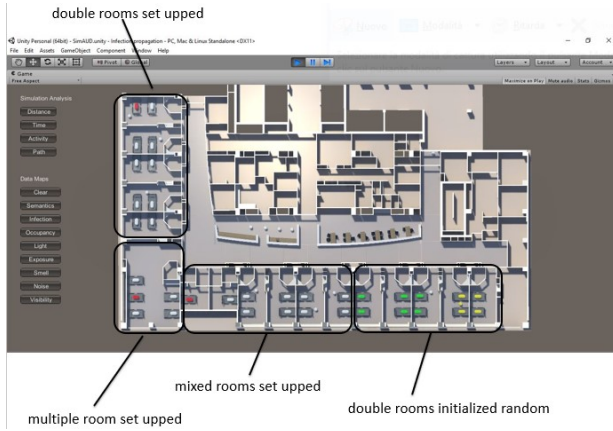 double rooms set upped
Unity Personal (64bit) - SimAUD.unity - Infection propagation - PC, Mac & Linux Standalone <DX11>
File Edit Assets GameObject Component Window Help
Pivot Global
Layers Layout Account
Game
Free Aspect
Maximize on Play Mute audio Stats Gizmos
Simulation Analysis
Distance
Time
Activity
Path
Data Maps
Clear
Semantics
Infection
Occupancy
Light
Exposure
Smell
Noise
Visibility
mixed rooms set upped
double rooms initialized random
multiple room set upped